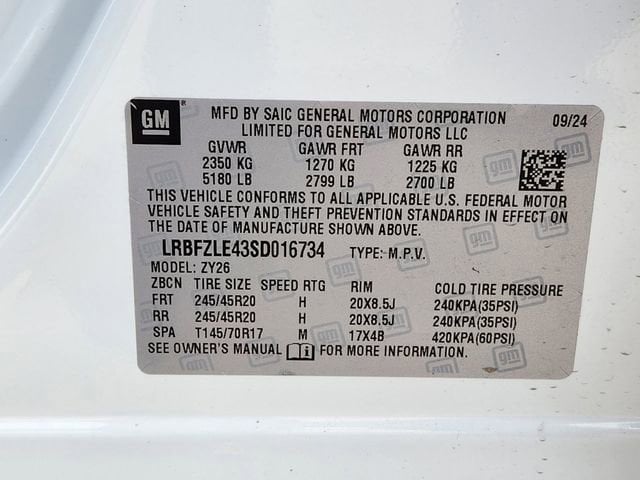 GM ® MFD BY SAIC GENERAL MOTORS CORPORATION 09/24
LIMITED FOR GENERAL MOTORS LLC
GVWR GAWR FRT GAWR RR
2350 KG 1270 KG 1225 KG
5180 LB 2799 LB 2700 LB
THIS VEHICLE CONFORMS TO ALL APPLICABLE U.S. FEDERAL MOTOR
VEHICLE SAFETY AND THEFT PREVENTION STANDARDS IN EFFECT ON
THE DATE OF MANUFACTURE SHOWN ABOVE.
LRBFZLE43SD016734 TYPE: M.P.V.
MODEL: ZY26
ZBCN TIRE SIZE SPEED RTG RIM COLD TIRE PRESSURE
FRT 245/45R20 H 20X8.5J 240KPA(35PSI)
RR 245/45R20 H 20X8.5J 240KPA(35PSI)
SPA T145/70R17 M 17X4B 420KPA(60PSI)
SEE OWNER'S MANUAL FOR MORE INFORMATION.